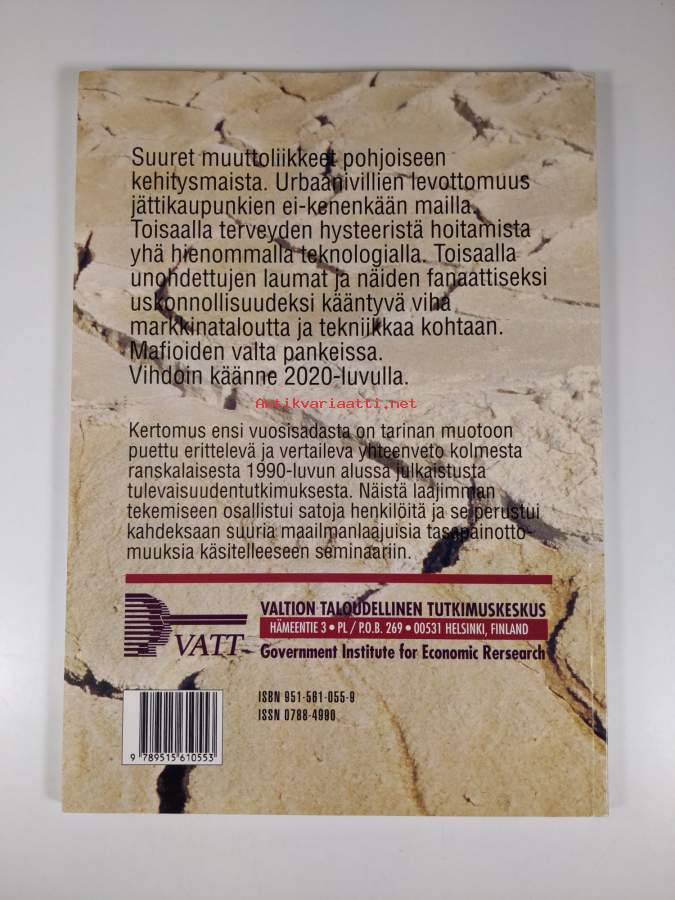 Suuret muuttoliikkeet pohjoiseen
kehitysmaista. Urbaanivillien levottomuus
jättikaupunkien ei-kenenkään mailla.
Toisaalla terveyden hysteeristä hoitamista
yhä hienommalla teknologialla. Toisaalla
unohdettujen laumat ja näiden fanaattiseksi
uskonnollisuudeksi kääntyvä viha
markkinataloutta ja tekniikkaa kohtaan.
Mafioiden valta pankeissa.
Vihdoin käänne 2020-luvulla.
Antikvariaatti.net
Kertomus ensi vuosisadasta on tarinan muotoon
puettu erittelevä ja vertaileva yhteenveto kolmesta
ranskalaisesta 1990-luvun alussa julkaistusta
tulevaisuudentutkimuksesta. Näistä laajimman
tekemiseen osallistui satoja henkilöitä ja se perustui
kahdeksaan suuria maailmanlaajuisia tasapainotto-
muuksia käsitelleeseen seminaariin.
VATT
VALTION TALOUDELLINEN TUTKIMUSKESKUS
HÄMEENTIE 3 • PL / P.O.B. 269 • 00531 HELSINKI, FINLAND
Government Institute for Economic Rersearch
ISBN 951-561-055-9
ISSN 0788-4990
9 789515 610553